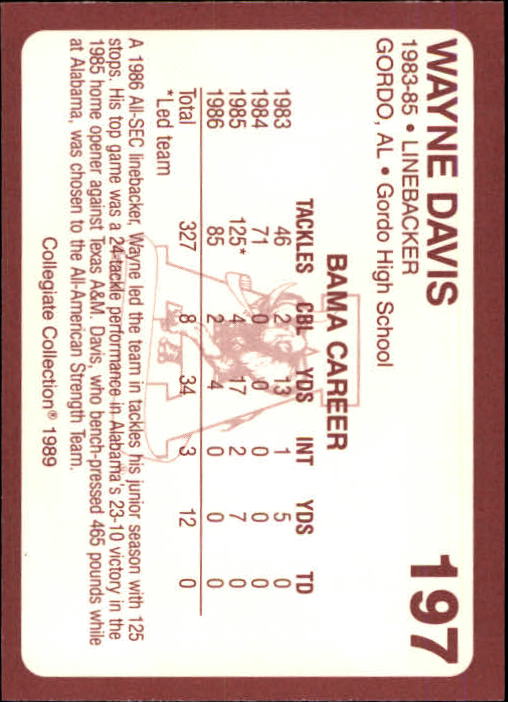 WAYNE DAVIS 197
1983-85 • LINEBACKER
GORDO, AL • Gordo High School
BAMA CAREER
TACKLES CBL YDS INT YDS TD
1983 46 2 13 1 5 0
1984 71 0 0 0 0 0
1985 125* 4 17 2 7 0
1986 85 2 4 0 0 0
Total 327 8 34 3 12 0
*Led team
A 1986 All-SEC linebacker, Wayne led the team in tackles his junior season with 125
stops. His top game was a 24-tackle performance in Alabama's 23-10 victory in the
1985 home opener against Texas A&M. Davis, who bench-pressed 465 pounds while
at Alabama, was chosen to the All-American Strength Team.
Collegiate Collection® 1989